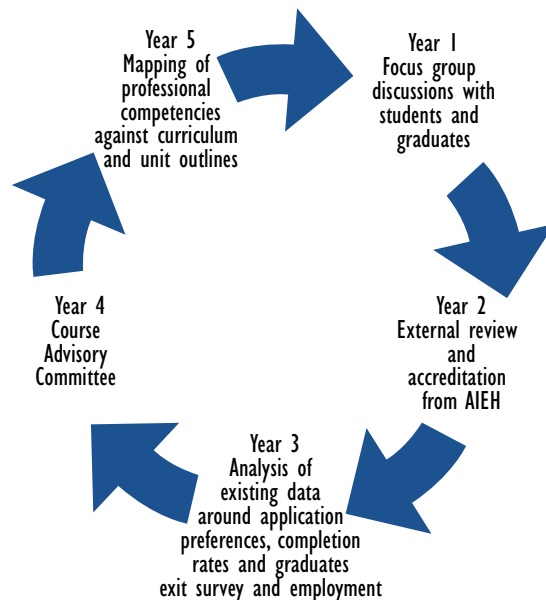 Year 1
Focus group
discussions with
students and
graduates
Year 2
External review
and
accreditation
from AIEH
Year 3
Analysis of
existing data
around application
preferences, completion
rates and graduates
exit survey and employment
Year 4
Course
Advisory
Committee
Year 5
Mapping of
professional
competencies
against curriculum
and unit outlines